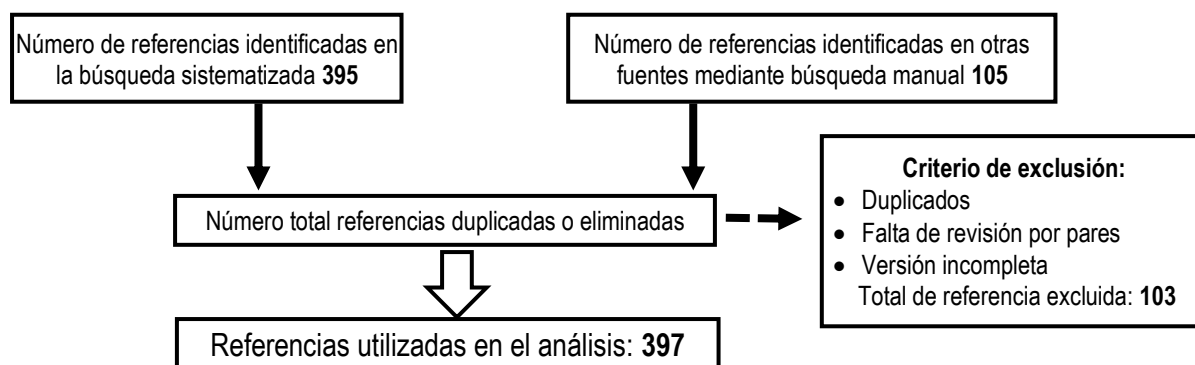 Número de referencias identificadas en
la búsqueda sistematizada 395
Número de referencias identificadas en otras
fuentes mediante búsqueda manual 105
Número total referencias duplicadas o eliminadas
Criterio de exclusión:
• Duplicados
• Falta de revisión por pares
• Versión incompleta
Total de referencia excluida: 103
Referencias utilizadas en el análisis: 397